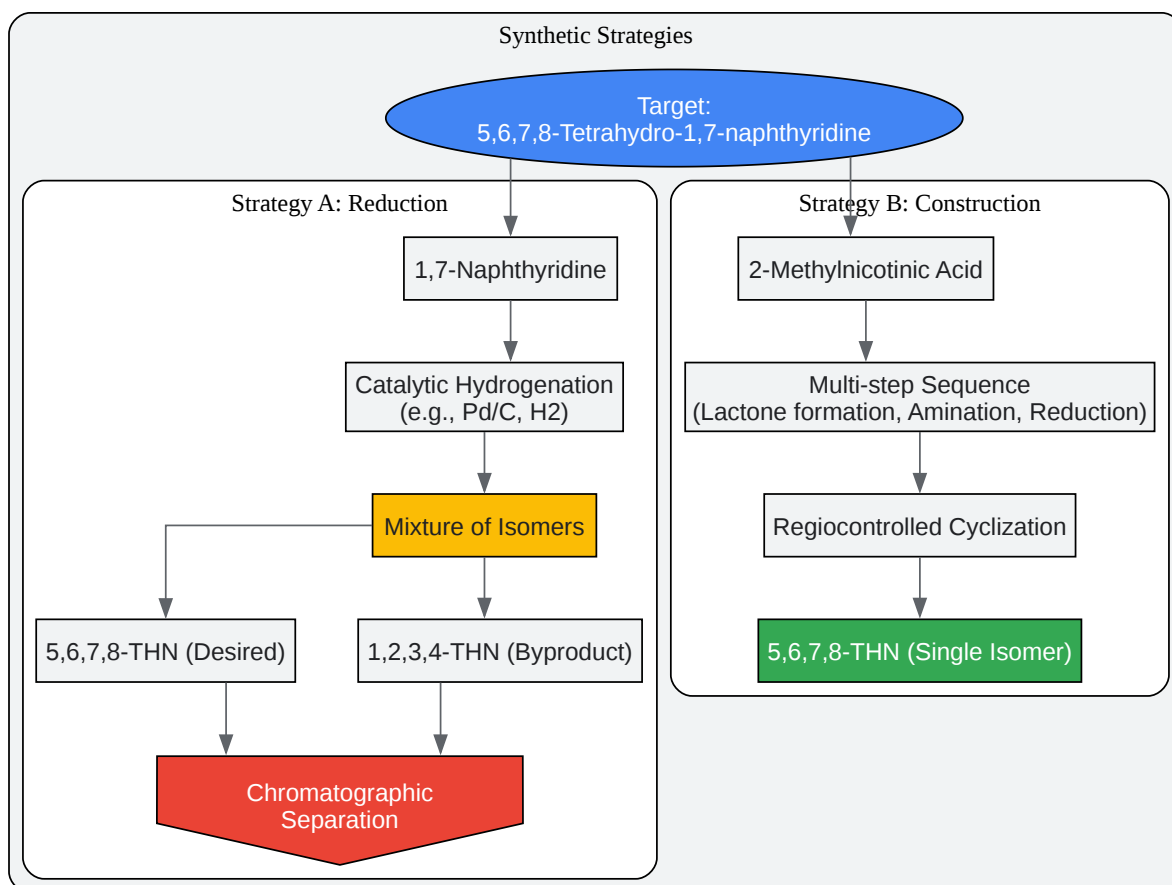 Synthetic Strategies
Target:
5,6,7,8-Tetrahydro-1,7-naphthyridine
Strategy A: Reduction
1,7-Naphthyridine
Catalytic Hydrogenation
(e.g., Pd/C, H2)
Mixture of Isomers
5,6,7,8-THN (Desired)
1,2,3,4-THN (Byproduct)
Chromatographic
Separation
Strategy B: Construction
2-Methylnicotinic Acid
Multi-step Sequence
(Lactone formation, Amination, Reduction)
Regiocontrolled Cyclization
5,6,7,8-THN (Single Isomer)